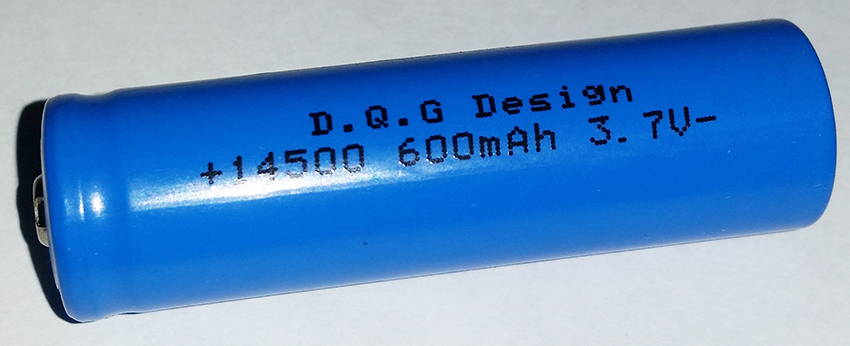 D.Q.G Design
+14500 600mAh 3.7V-